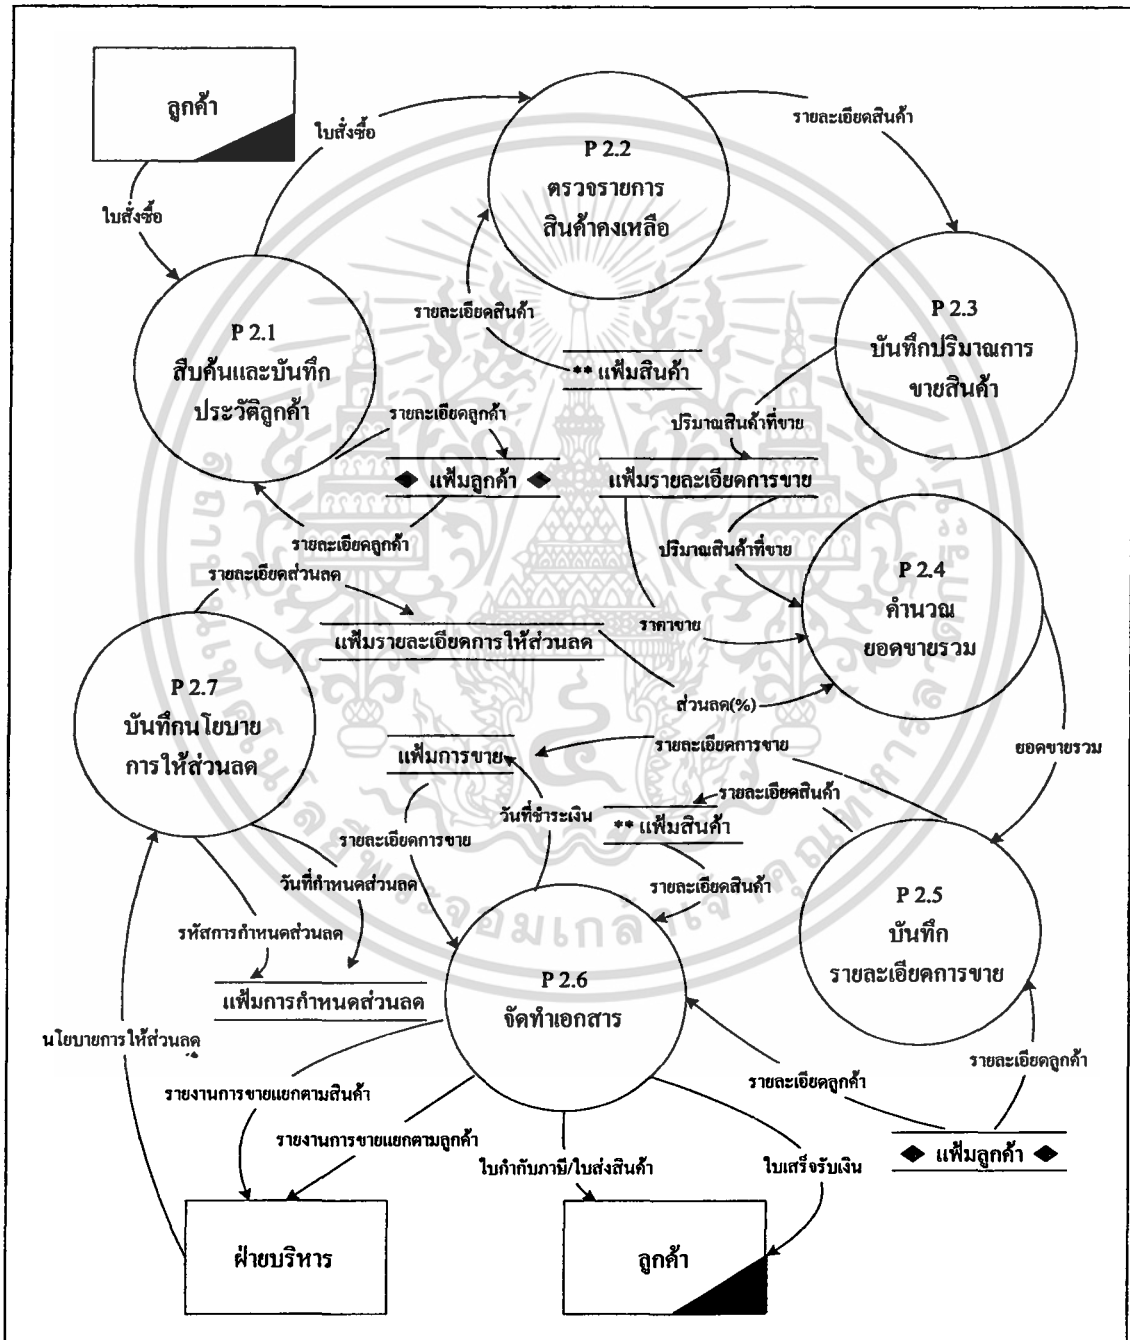 ลูกค้า
ใบสั่งซื้อ
รายละเอียดสินค้า
P 2.2
ตรวจรายการ
สินค้าคงเหลือ
ใบสั่งซื้อ
P 2.1
สืบค้นและบันทึก
ประวัติลูกค้า
รายละเอียดสินค้า
P 2.3
บันทึกปริมาณการ
ขายสินค้า
** แฟ้มสินค้า
รายละเอียดลูกค้า
ปริมาณสินค้าที่ขาย
◆ แฟ้มลูกค้า ◆
แฟ้มรายละเอียดการขาย
รายละเอียดลูกค้า
ปริมาณสินค้าที่ขาย
รายละเอียดส่วนลด
P 2.4
คำนวณ
ยอดขายรวม
ราคาขาย
แฟ้มรายละเอียดการให้ส่วนลด
P 2.7
บันทึกนโยบาย
การให้ส่วนลด
ส่วนลด(%)
รายละเอียดการขาย
ยอดขายรวม
แฟ้มการขาย
รายละเอียดสินค้า
วันที่ชำระเงิน
** แฟ้มสินค้า
รายละเอียดการขาย
วันที่กำหนดส่วนลด
รายละเอียดสินค้า
P 2.5
บันทึก
รายละเอียดการขาย
รหัสการกำหนดส่วนลด
P 2.6
จัดทำเอกสาร
แฟ้มการกำหนดส่วนลด
นโยบายการให้ส่วนลด
รายละเอียดลูกค้า
รายละเอียดลูกค้า
รายงานการขายแยกตามสินค้า
รายงานการขายแยกตามลูกค้า
ใบกำกับภาษี/ใบส่งสินค้า
ใบเสร็จรับเงิน
◆ แฟ้มลูกค้า ◆
ฝ่ายบริหาร
ลูกค้า